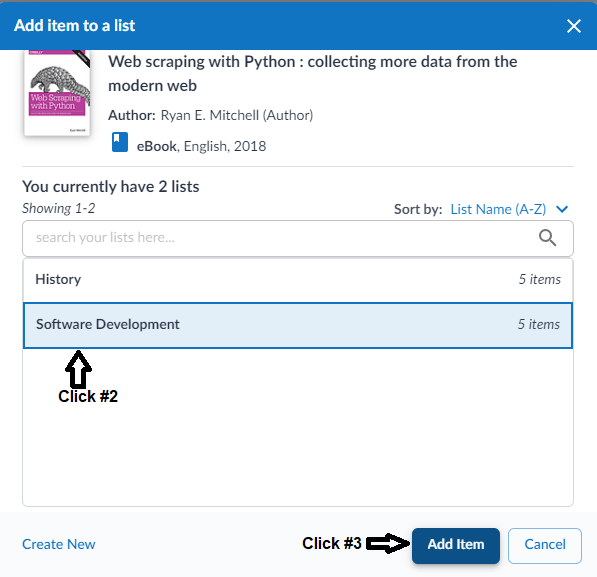 Add item to a list
O'REILLY
Web Scraping
with Python
Ryan Mitchell
Web scraping with Python : collecting more data from the
modern web
Author: Ryan E. Mitchell (Author)
eBook, English, 2018
You currently have 2 lists
Showing 1-2
Sort by: List Name (A-Z)
search your lists here...
History 5 items
Software Development 5 items
Click #2
Create New
Click #3
Add Item
Cancel